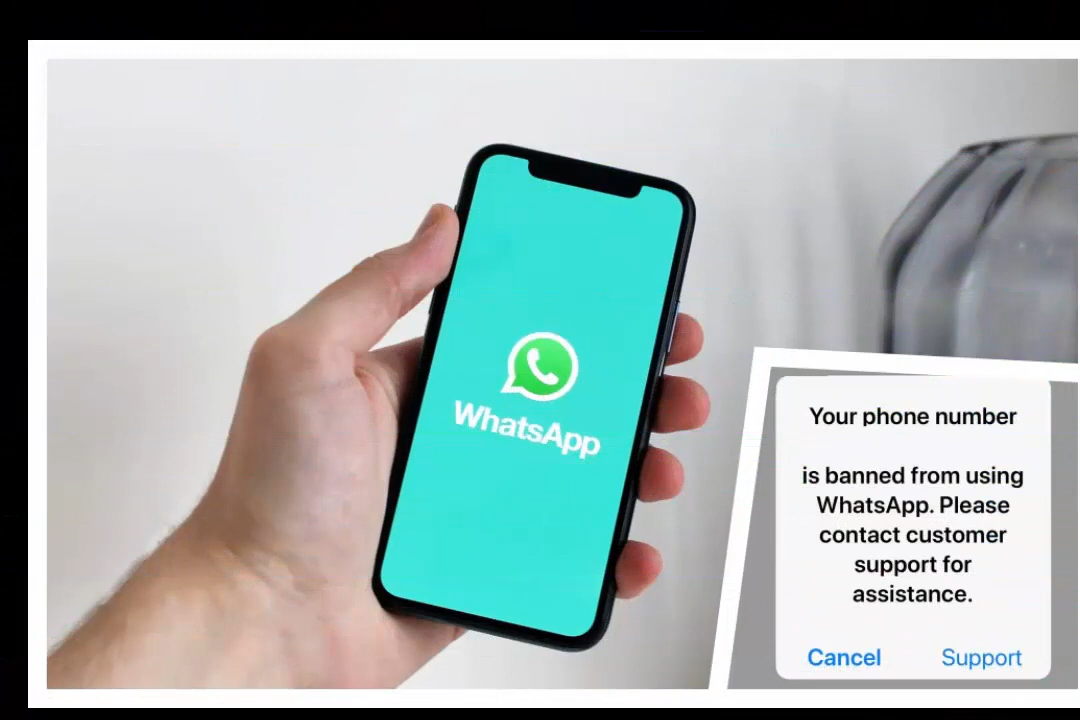 WhatsApp
Your phone number
is banned from using
WhatsApp. Please
contact customer
support for
assistance.
Cancel
Support